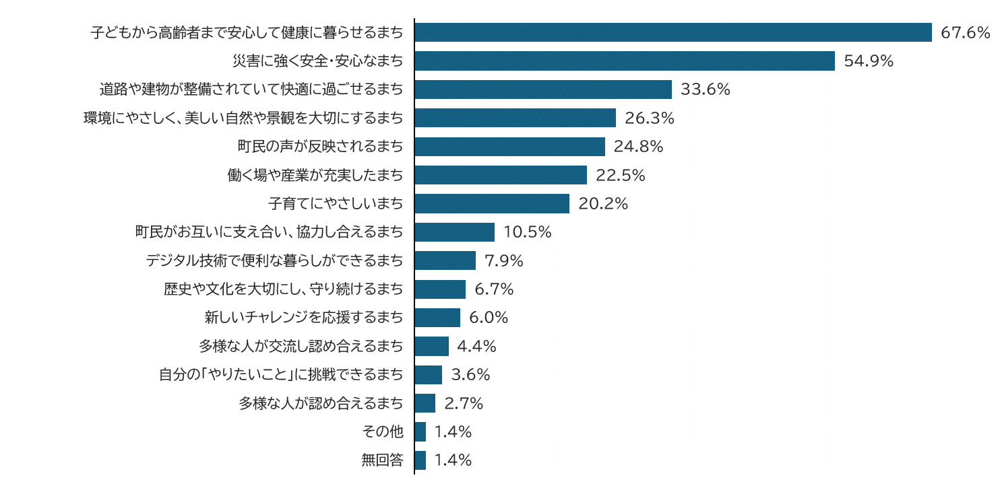 子どもから高齢者まで安心して健康に暮らせるまち 67.6%
災害に強く安全・安心なまち 54.9%
道路や建物が整備されていて快適に過ごせるまち 33.6%
環境にやさしく、美しい自然や景観を大切にするまち 26.3%
町民の声が反映されるまち 24.8%
働く場や産業が充実したまち 22.5%
子育てにやさしいまち 20.2%
町民がお互いに支え合い、協力し合えるまち 10.5%
デジタル技術で便利な暮らしができるまち 7.9%
歴史や文化を大切にし、守り続けるまち 6.7%
新しいチャレンジを応援するまち 6.0%
多様な人が交流し認め合えるまち 4.4%
自分の「やりたいこと」に挑戦できるまち 3.6%
多様な人が認め合えるまち 2.7%
その他 1.4%
無回答 1.4%